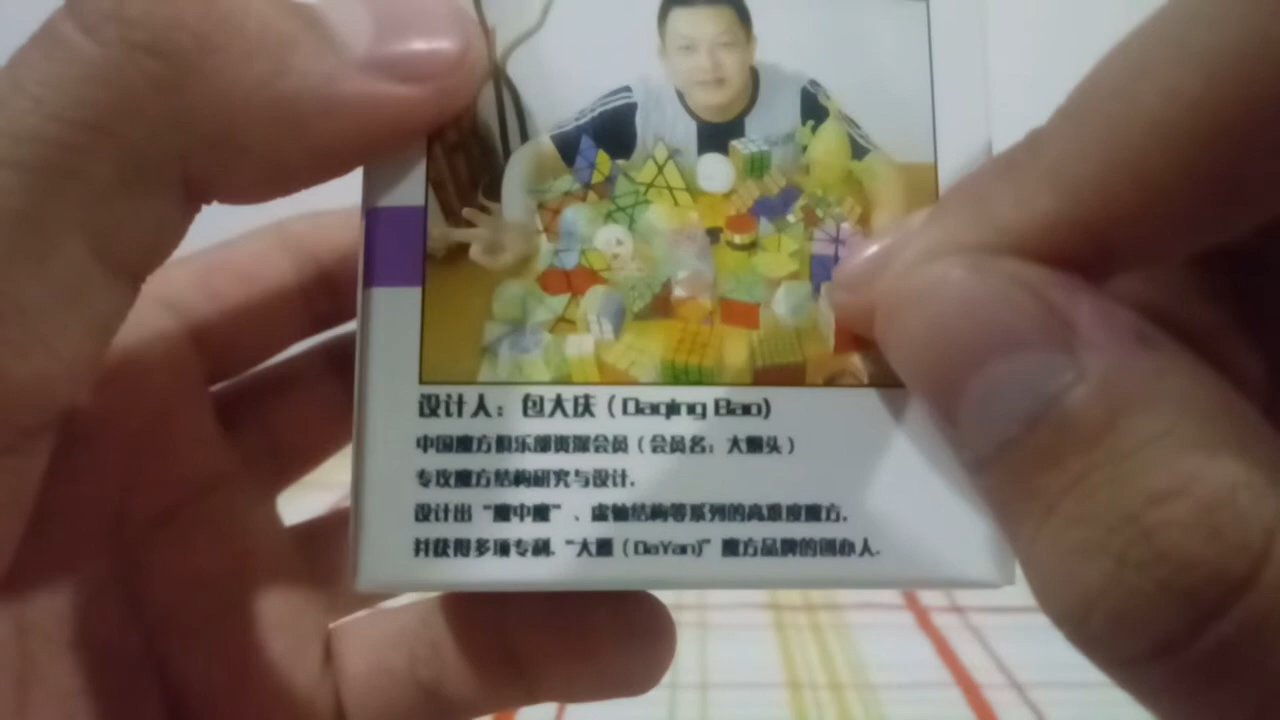 设计人：包大庆（Daqing Bao)
中国魔方俱乐部资深会员（会员名：大烟头）
专攻魔方结构研究与设计.
设计出“魔中魔”、虚轴结构等系列的高难度魔方.
并获得多项专利.“大雁（DaYan)”魔方品牌的创办人.